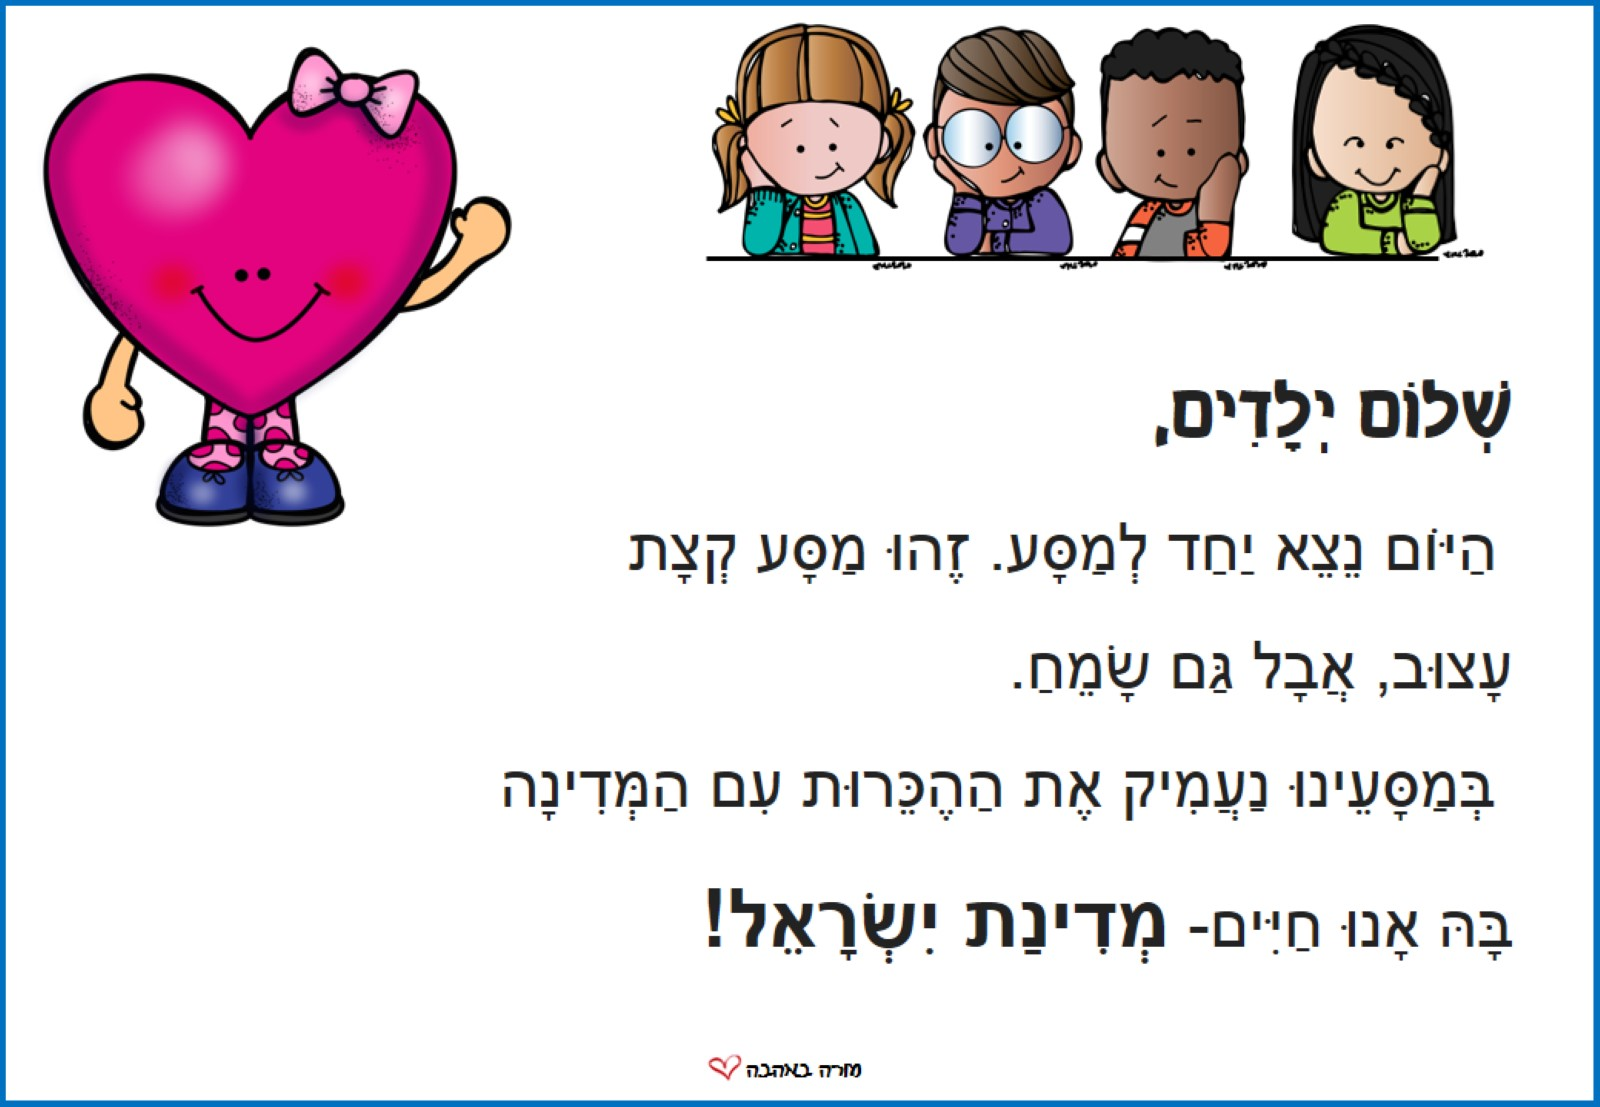 שָׁלוֹם יְלָדִים,
הַיּוֹם נֵצֵא יַחַד לְמַסָּע. זֶהוּ מַסָּע קְצָת
עָצוּב, אֲבָל גַּם שָׂמֵחַ.
בְּמַסָּעֵינוּ נַעֲמִיק אֶת הַהֶכֵּרוּת עִם הַמְּדִינָה
בָּהּ אָנוּ חַיִּים- מְדִינַת יִשְׂרָאֵל!
מורה באהבה